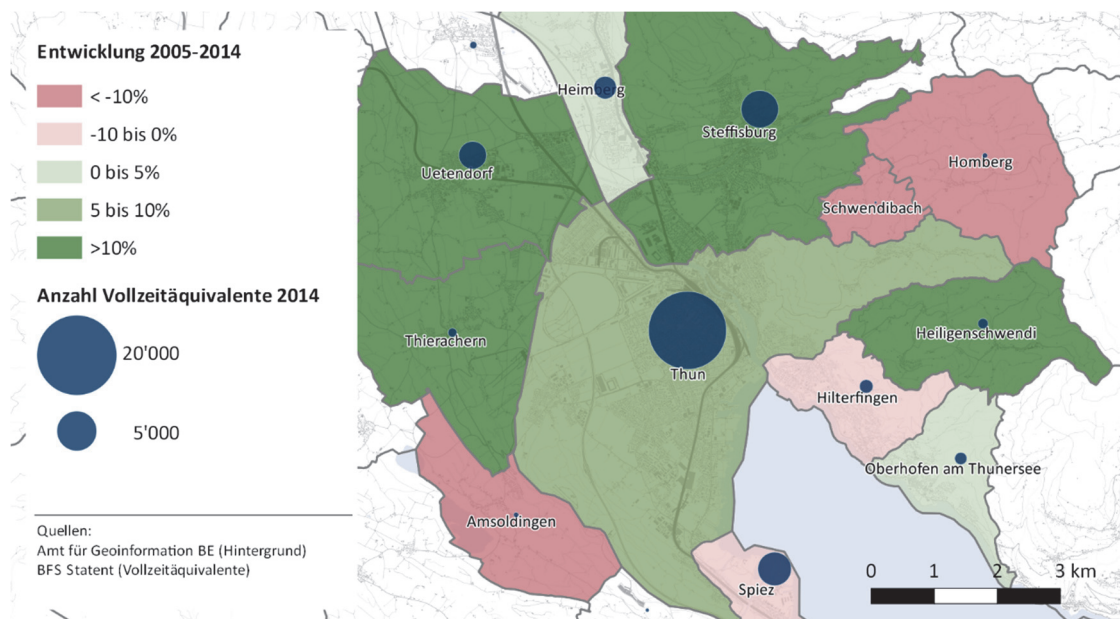 Entwicklung 2005-2014
< -10%
-10 bis 0%
0 bis 5%
5 bis 10%
>10%
Anzahl Vollzeitäquivalente 2014
20'000
5'000
Quellen:
Amt für Geoinformation BE (Hintergrund)
BFS Statent (Vollzeitäquivalente)
Heimberg
Steffisburg
Uetendorf
Homberg
Schwendibach
Thierachern
Heiligenschwendi
Thun
Hilterfingen
Oberhofen am Thunersee
Amsoldingen
Spiez
0 1 2 3 km